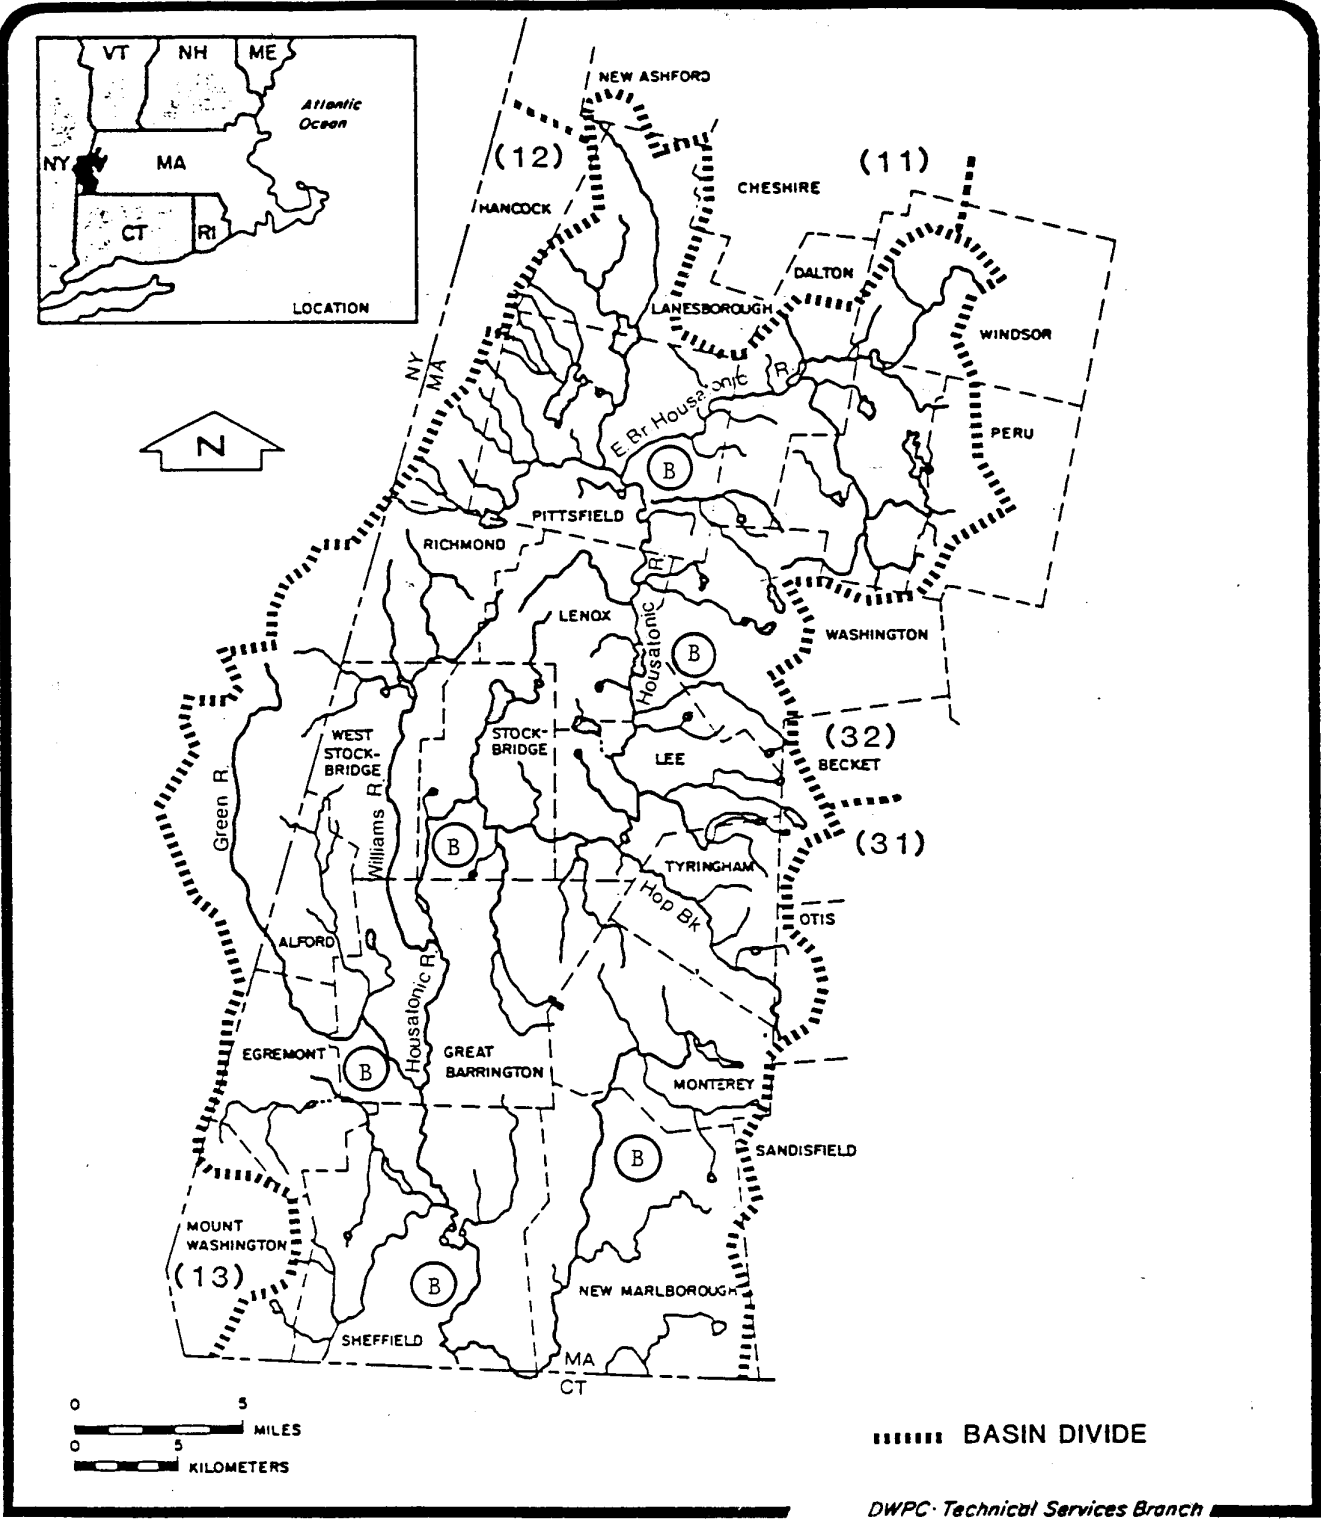 VT
NH
ME
Atlantic
Ocean
NY
MA
CT
RI
LOCATION
NEW ASHFORD
(12)
(11)
CHESHIRE
HANCOCK
DALTON
LANESBOROUGH
WINDSOR
NY
MA
E. Br Housatonic R.
N
PERU
B
PITTSFIELD
RICHMOND
LENOX
Housatonic R.
WASHINGTON
B
WEST
STOCK-
BRIDGE
STOCK-
BRIDGE
(32)
LEE
BECKET
Green R.
Williams R.
B
(31)
TYRINGHAM
Hop Bk
OTIS
ALFORD
Housatonic R.
EGREMONT
B
GREAT
BARRINGTON
MONTEREY
B
SANDISFIELD
MOUNT
WASHINGTON
(13)
B
NEW MARLBOROUGH
SHEFFIELD
MA
CT
0 5
MILES
0 5
KILOMETERS
BASIN DIVIDE
DWPC· Technical Services Branch